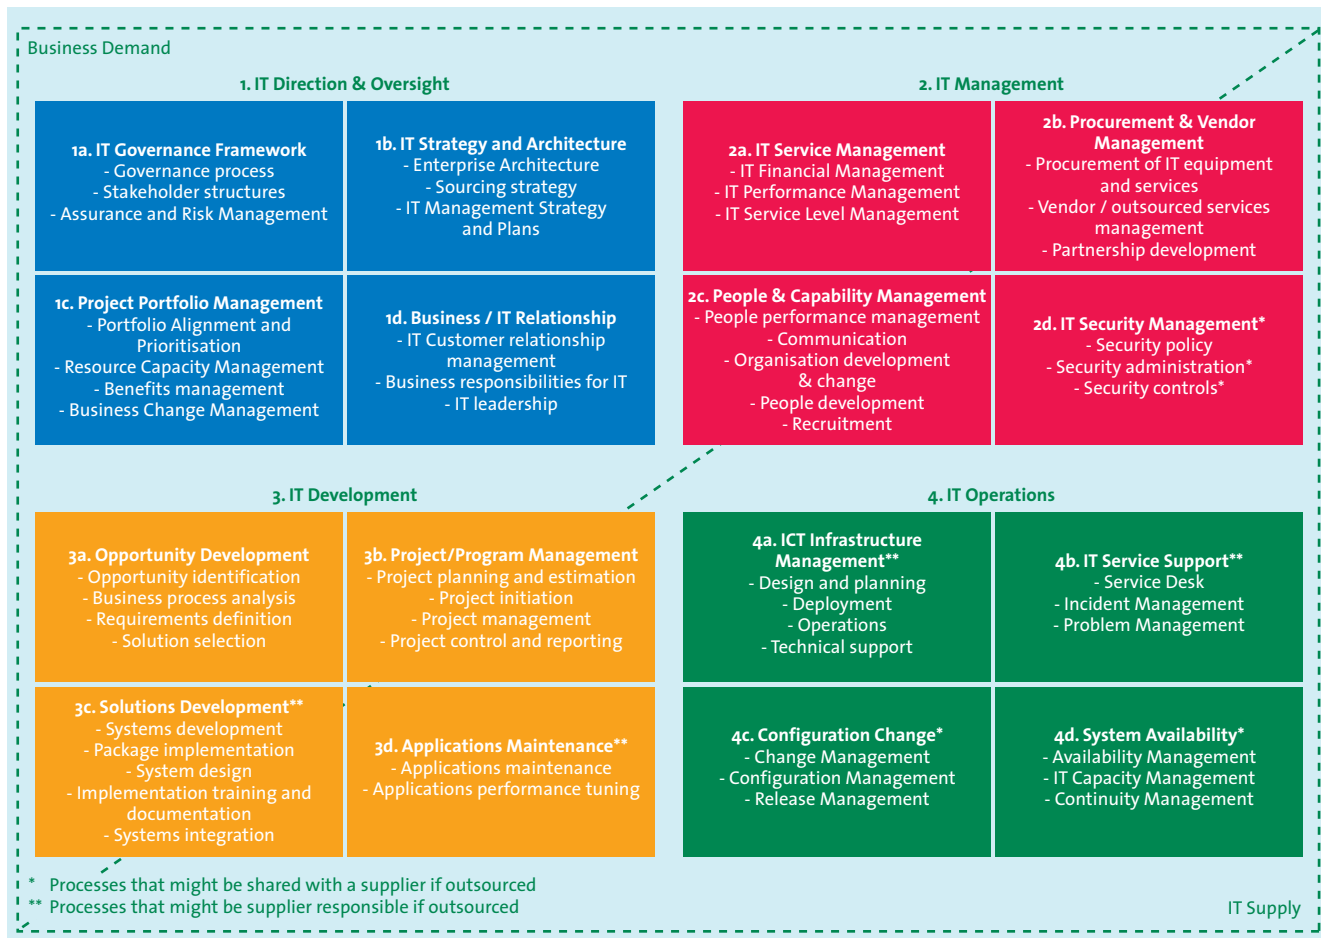 Business Demand
1. IT Direction & Oversight
1a. IT Governance Framework
- Governance process
- Stakeholder structures
- Assurance and Risk Management
1b. IT Strategy and Architecture
- Enterprise Architecture
- Sourcing strategy
- IT Management Strategy
and Plans
1c. Project Portfolio Management
- Portfolio Alignment and
Prioritisation
- Resource Capacity Management
- Benefits management
- Business Change Management
1d. Business / IT Relationship
- IT Customer relationship
management
- Business responsibilities for IT
- IT leadership
2. IT Management
2a. IT Service Management
- IT Financial Management
- IT Performance Management
- IT Service Level Management
2b. Procurement & Vendor
Management
- Procurement of IT equipment
and services
- Vendor / outsourced services
management
- Partnership development
2c. People & Capability Management
- People performance management
- Communication
- Organisation development
& change
- People development
- Recruitment
2d. IT Security Management*
- Security policy
- Security administration*
- Security controls*
3. IT Development
3a. Opportunity Development
- Opportunity identification
- Business process analysis
- Requirements definition
- Solution selection
3b. Project/Program Management
- Project planning and estimation
- Project initiation
- Project management
- Project control and reporting
3c. Solutions Development**
- Systems development
- Package implementation
- System design
- Implementation training and
documentation
- Systems integration
3d. Applications Maintenance**
- Applications maintenance
- Applications performance tuning
4. IT Operations
4a. ICT Infrastructure
Management**
- Design and planning
- Deployment
- Operations
- Technical support
4b. IT Service Support**
- Service Desk
- Incident Management
- Problem Management
4c. Configuration Change*
- Change Management
- Configuration Management
- Release Management
4d. System Availability*
- Availability Management
- IT Capacity Management
- Continuity Management
* Processes that might be shared with a supplier if outsourced
** Processes that might be supplier responsible if outsourced
IT Supply